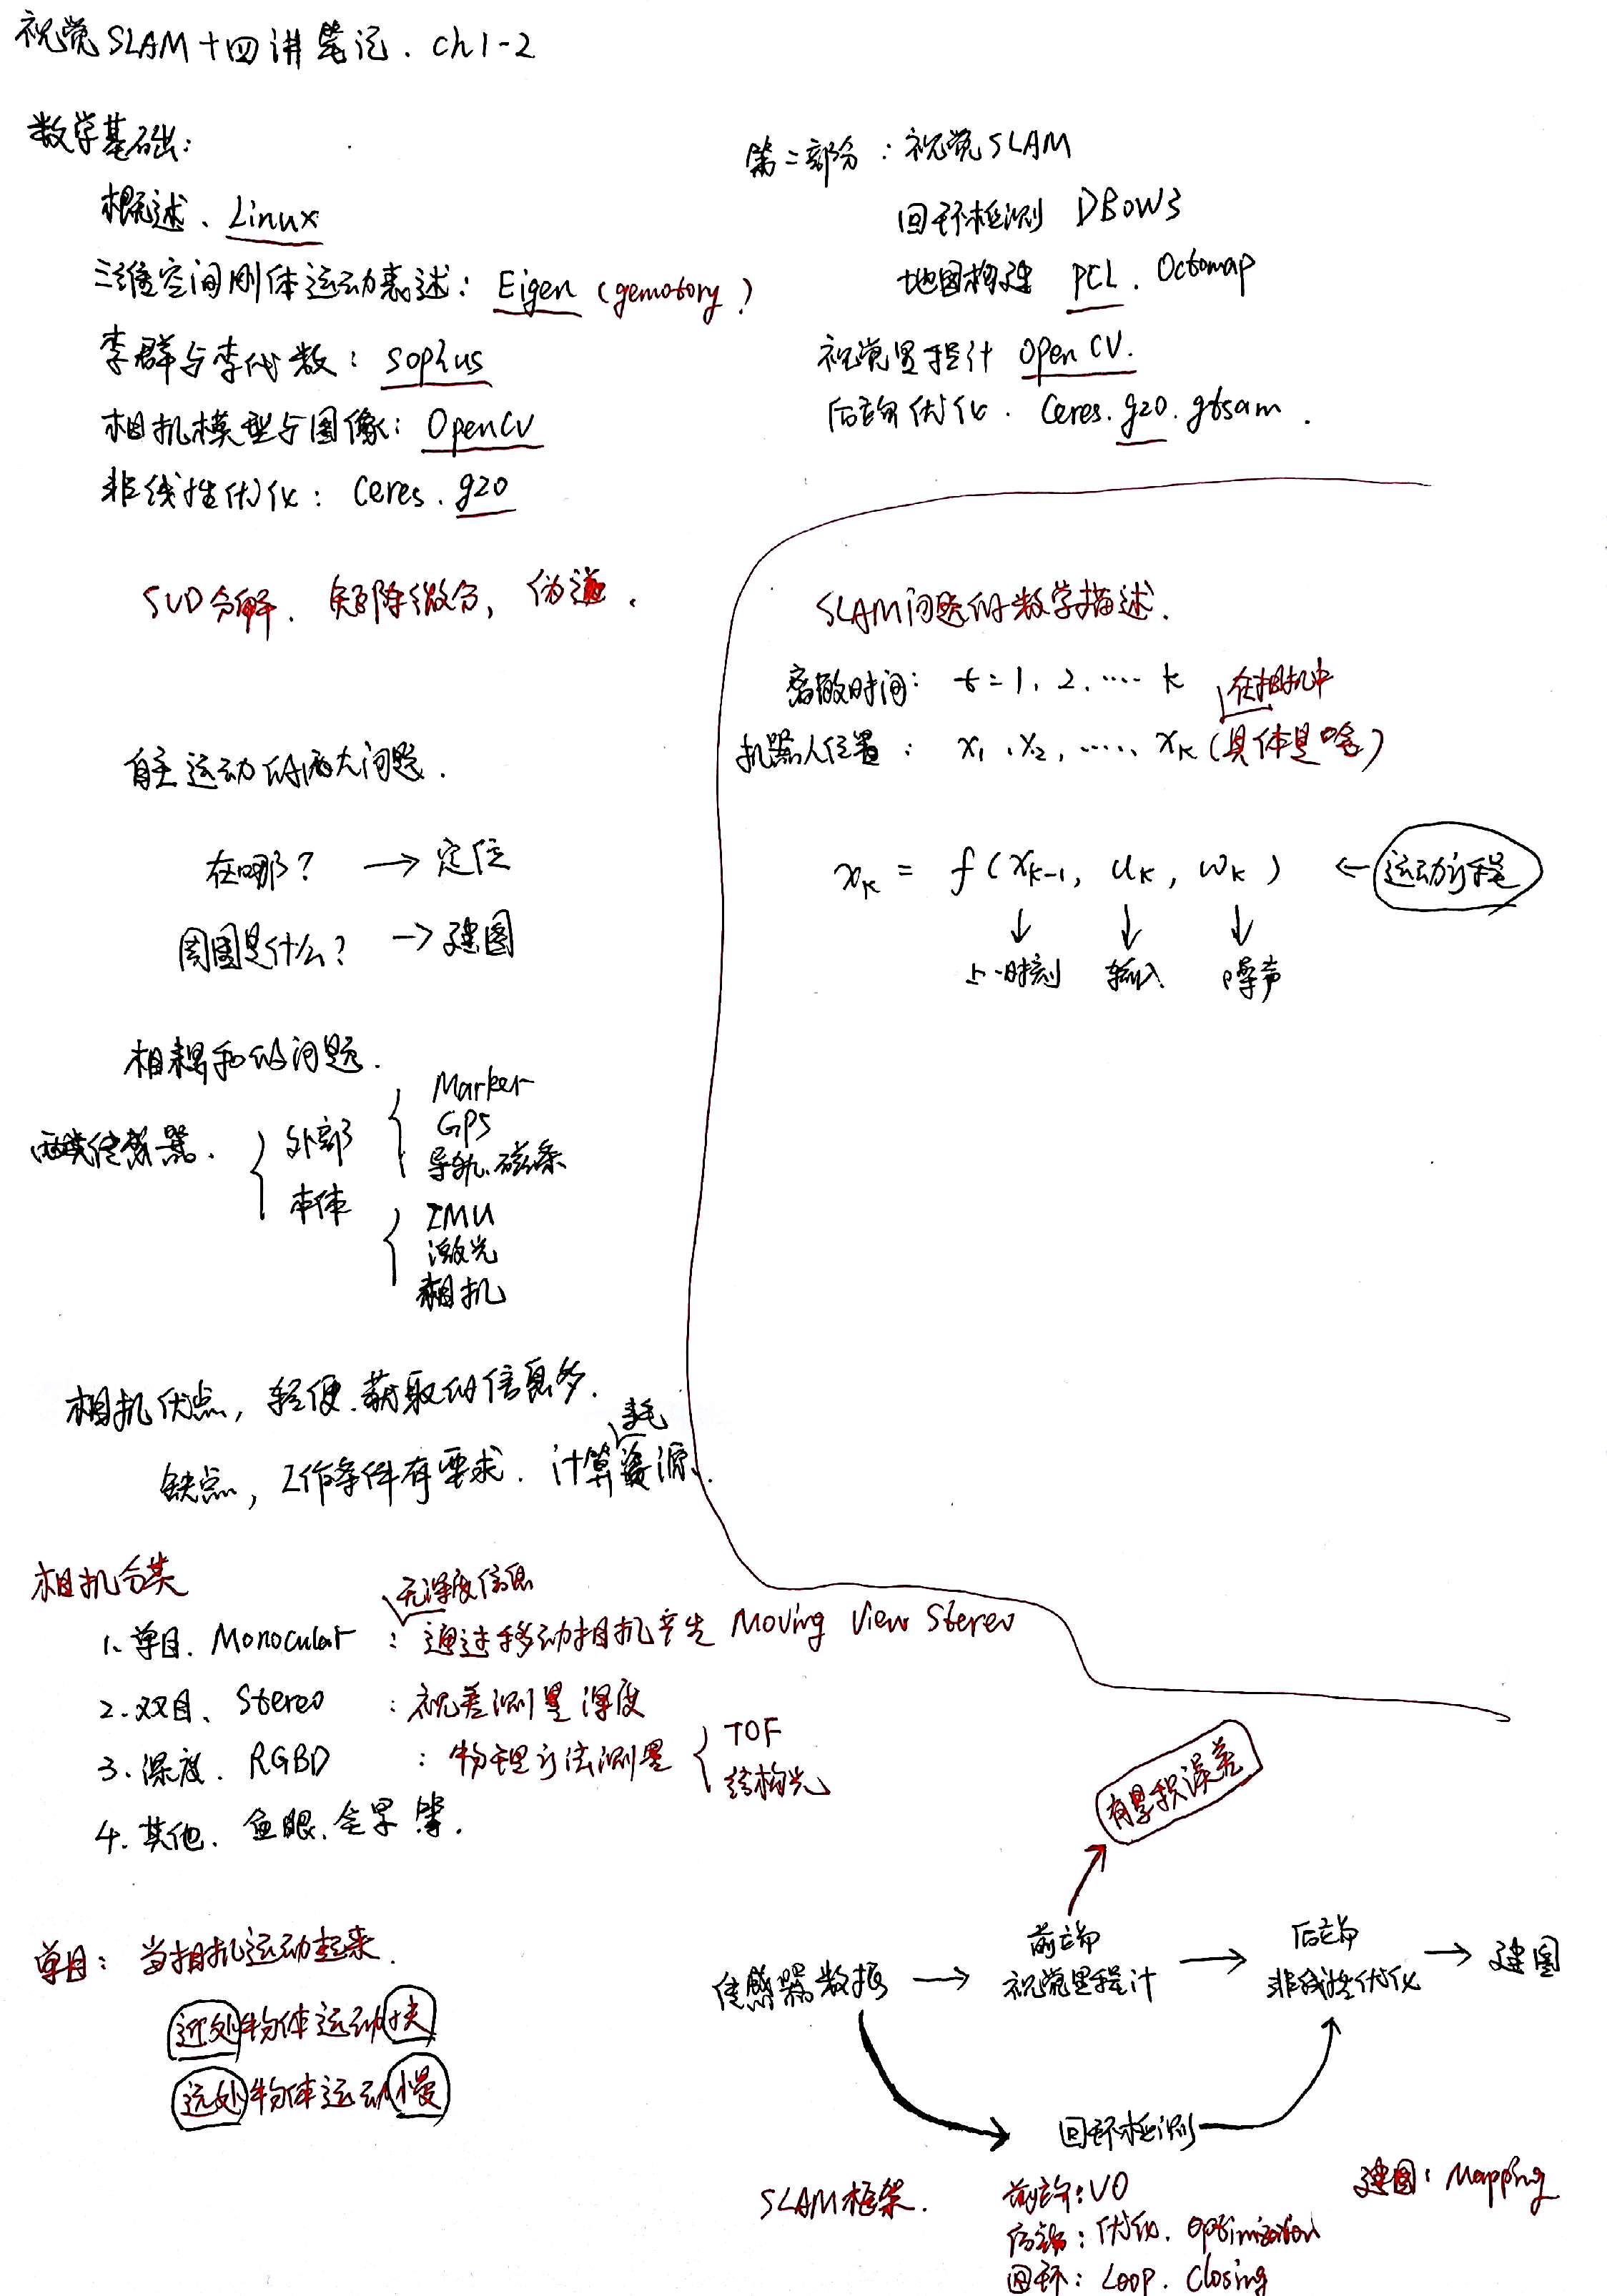 视觉SLAM十四讲笔记. ch1-2
数学基础:
概述、Linux
三维空间刚体运动表述: Eigen (gemotory)
李群与李代数: Sophus
相机模型与图像: OpenCV
非线性优化: Ceres. g2o
SVD分解. 矩阵微分,
第二部分: 视觉SLAM
回环检测 DBOW3
地图构建 PCL. Octomap
视觉里程计 Open CV.
后端优化. Ceres. g2o. gtsam.
自主运动的两大问题.
在哪? → 定位
周围是什么? → 建图
相耦和的问题.
两类传感器.
外部
Marker
GPS
导轨. 磁条
本体
IMU
激光
相机
相机优点, 轻便. 获取的信息多.
缺点, 工作条件有要求. 计算资源.
耗
SLAM问题的数学描述.
离散时间: t=1, 2, ···· k
在相机中
机器人位置: x₁, x₂, ·····, xₖ (具体是啥)
xₖ = f(xₖ₋₁, uₖ, wₖ) ← 运动方程
↓ ↓ ↓
上一时刻 输入 噪声
相机分类
无深度信息
1. 单目. Monocular : 通过移动相机产生 Moving View Stereo
2. 双目、Stereo : 视差测量深度
3. 深度. RGBD : 物理方法测量
TOF
结构光
4. 其他. 鱼眼. 全景 等.
单目: 当相机运动起来.
近处物体运动快
远处物体运动慢
有累积误差
传感器数据 → 前端 视觉里程计 → 后端 非线性优化 → 建图
回环检测
SLAM框架.
前端: VO
后端: 优化. Optimization
回环: Loop. Closing
建图: Mapping